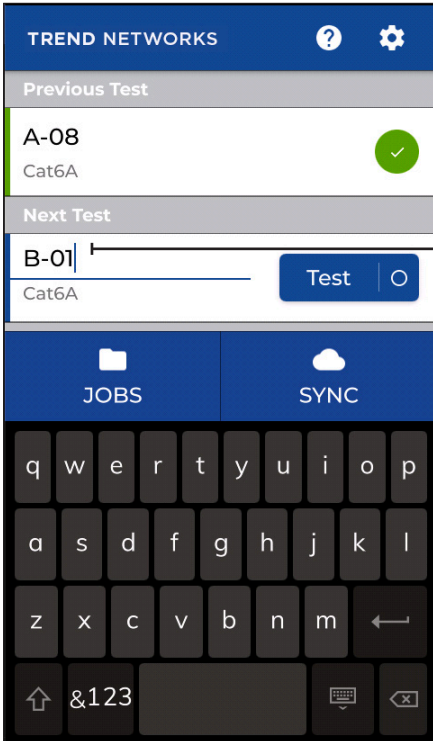 TREND NETWORKS ?
Previous Test
A-08
Cat6A
Next Test
B-01
Test
Cat6A
JOBS SYNC
q w e r t y u i o p
a s d f g h j k l
z x c v b n m
&123